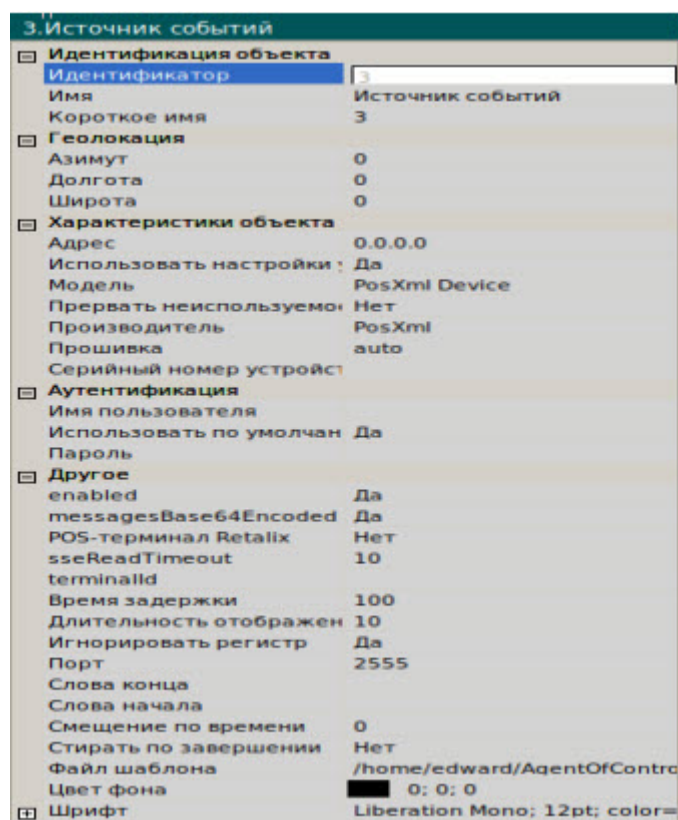 3.Источник событий
Идентификация объекта
Идентификатор 3
Имя Источник событий
Короткое имя 3
Геолокация
Азимут 0
Долгота 0
Широта 0
Характеристики объекта
Адрес 0.0.0.0
Использовать настройки Да
Модель PosXml Device
Прервать неиспользуемо Нет
Производитель PosXml
Прошивка auto
Серийный номер устройст
Аутентификация
Имя пользователя
Использовать по умолчан Да
Пароль
Другое
enabled Да
messagesBase64Encoded Да
POS-терминал Retalix Нет
sseReadTimeout 10
terminalId
Время задержки 100
Длительность отображен 10
Игнорировать регистр Да
Порт 2555
Слова конца
Слова начала
Смещение по времени 0
Стирать по завершении Нет
Файл шаблона /home/edward/AgentOfContro
Цвет фона 0; 0; 0
Шрифт Liberation Mono; 12pt; color=